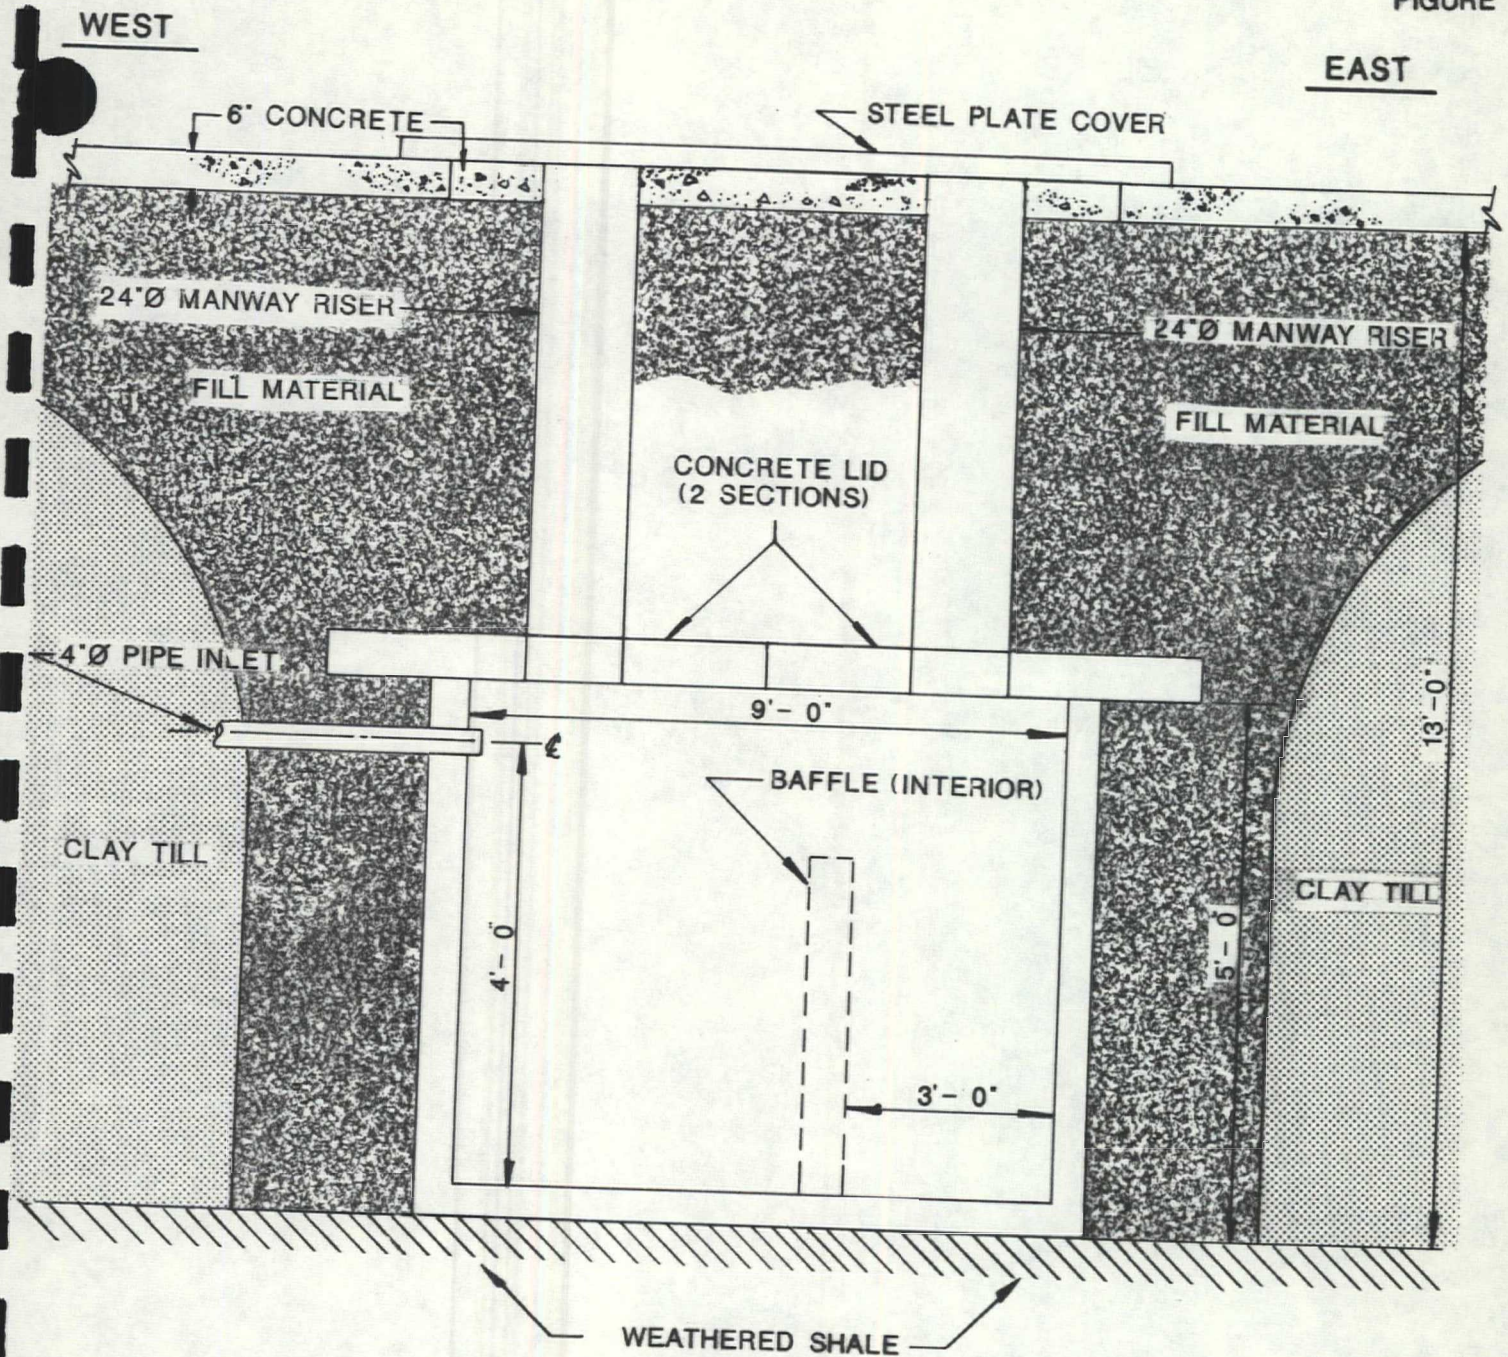 FIGURE
WEST
EAST
6" CONCRETE
STEEL PLATE COVER
24"Ø MANWAY RISER
24"Ø MANWAY RISER
FILL MATERIAL
FILL MATERIAL
CONCRETE LID
(2 SECTIONS)
4"Ø PIPE INLET
9'- 0"
13'-0"
℄
BAFFLE (INTERIOR)
CLAY TILL
CLAY TILL
4'- 0"
5'- 0"
3'- 0"
WEATHERED SHALE